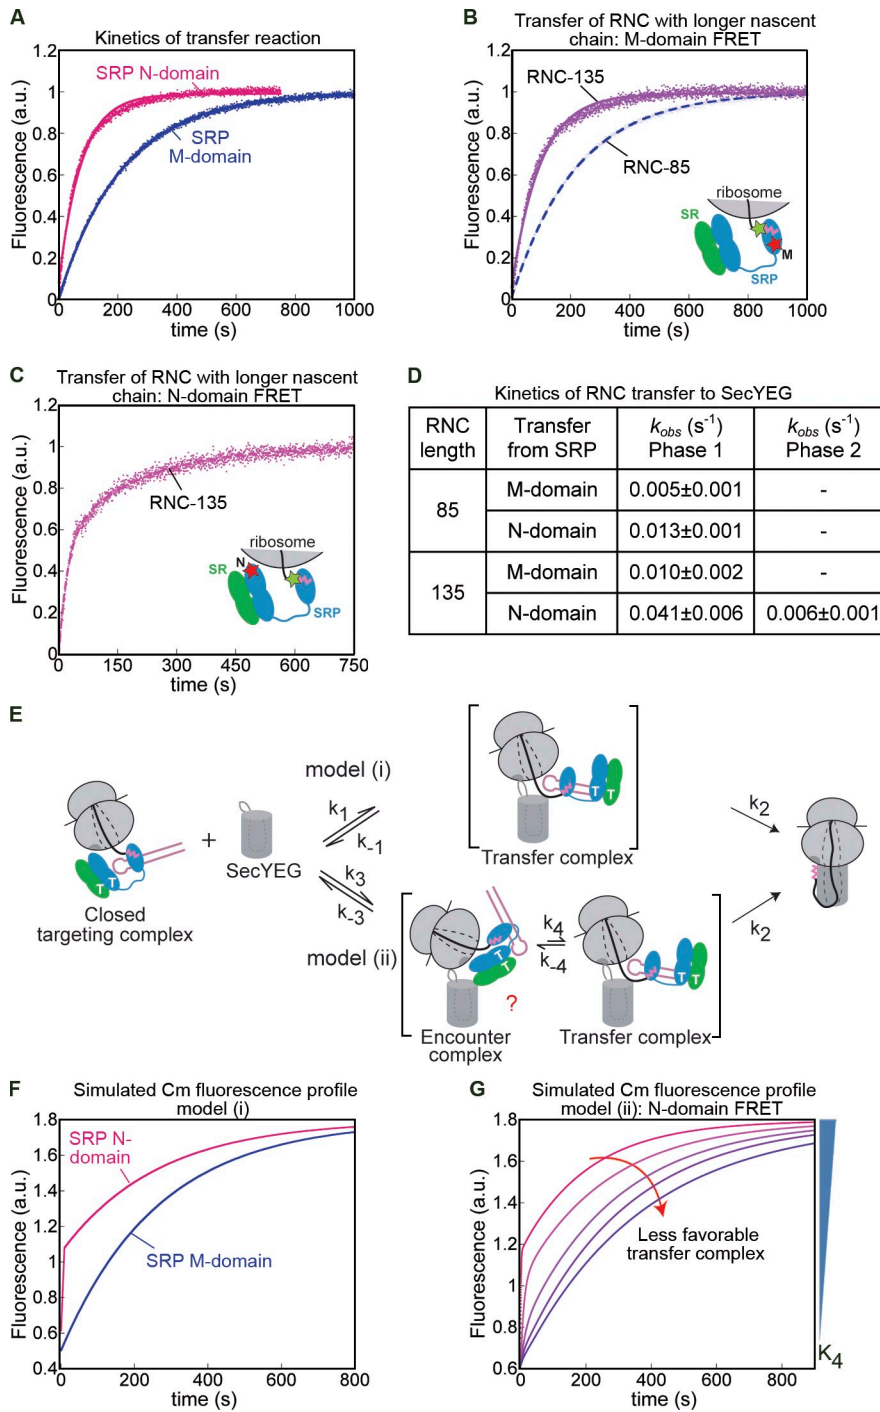 A
Kinetics of transfer reaction
1.2
1
0.8
0.6
0.4
0.2
0
Fluorescence (a.u.)
SRP N-domain
SRP
M-domain
0 200 400 600 800 1000
time (s)
B
Transfer of RNC with longer nascent
chain: M-domain FRET
1.2
1
0.8
0.6
0.4
0.2
0
Fluorescence (a.u.)
RNC-135
RNC-85
ribosome
SR
M
SRP
0 200 400 600 800 1000
time (s)
C
Transfer of RNC with longer nascent
chain: N-domain FRET
1.2
1
0.8
0.6
0.4
0.2
0
Fluorescence (a.u.)
RNC-135
ribosome
N
SR
SRP
0 150 300 450 600 750
time (s)
D
Kinetics of RNC transfer to SecYEG
RNC length Transfer from SRP kobs (s-1) Phase 1 kobs (s-1) Phase 2
85 M-domain 0.005±0.001 -
N-domain 0.013±0.001 -
135 M-domain 0.010±0.002 -
N-domain 0.041±0.006 0.006±0.001
E
model (i)
k1
k-1
k3
k-3
model (ii)
+
SecYEG
T T
Closed
targeting complex
T T
Transfer complex
k2
T
T
?
Encounter
complex
k4
k-4
T T
Transfer complex
k2
F
Simulated Cm fluorescence profile
model (i)
1.8
1.6
1.4
1.2
1
0.8
0.6
0.4
Fluorescence (a.u.)
SRP N-
domain
SRP M-domain
0 200 400 600 800
time (s)
G
Simulated Cm fluorescence profile
model (ii): N-domain FRET
1.8
1.6
1.4
1.2
1
0.8
0.6
Fluorescence (a.u.)
Less favorable
transfer complex
K4
0 200 400 600 800
time (s)